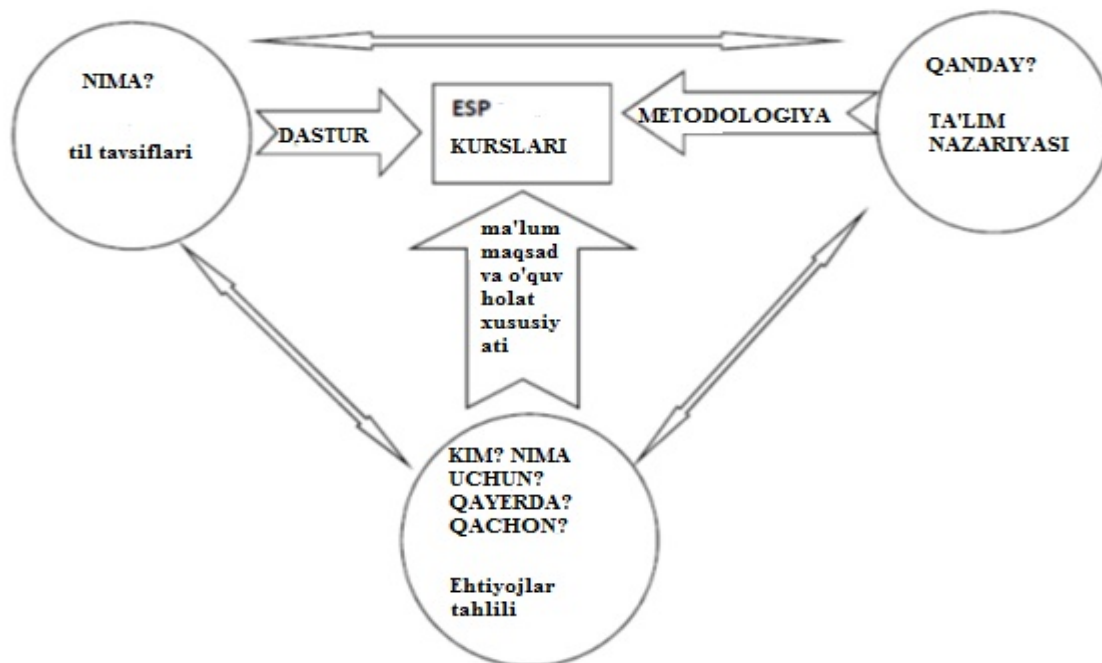 NIMA?
til tavsiflari
DASTUR
ESP
KURSLARI
METODOLOGIYA
QANDAY?
TA'LIM
NAZARIYASI
ma'lum
maqsad
va o'quv
holat
xususiy
ati
KIM? NIMA
UCHUN?
QAYERDA?
QACHON?
Ehtiyojlar
tahlili